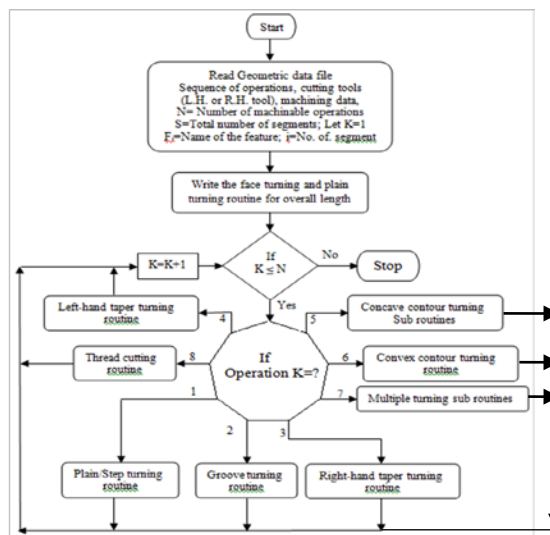 Start
Read Geometric data file
Sequence of operations, cutting tools
(L.H. or R.H. tool), machining data,
N= Number of machinable operations
S=Total number of segments; Let K=1
Fi=Name of the feature; i=No. of. segment
Write the face turning and plain
turning routine for overall length
If
K ≤ N
No
Stop
K=K+1
Yes
Left-hand taper turning
routine
4
5
Concave contour turning
Sub routines
If
Operation K=?
Thread cutting
routine
8
6
Convex contour turning
routine
1
7
Multiple turning sub routines
2
3
Plain/Step turning
routine
Groove turning
routine
Right-hand taper turning
routine